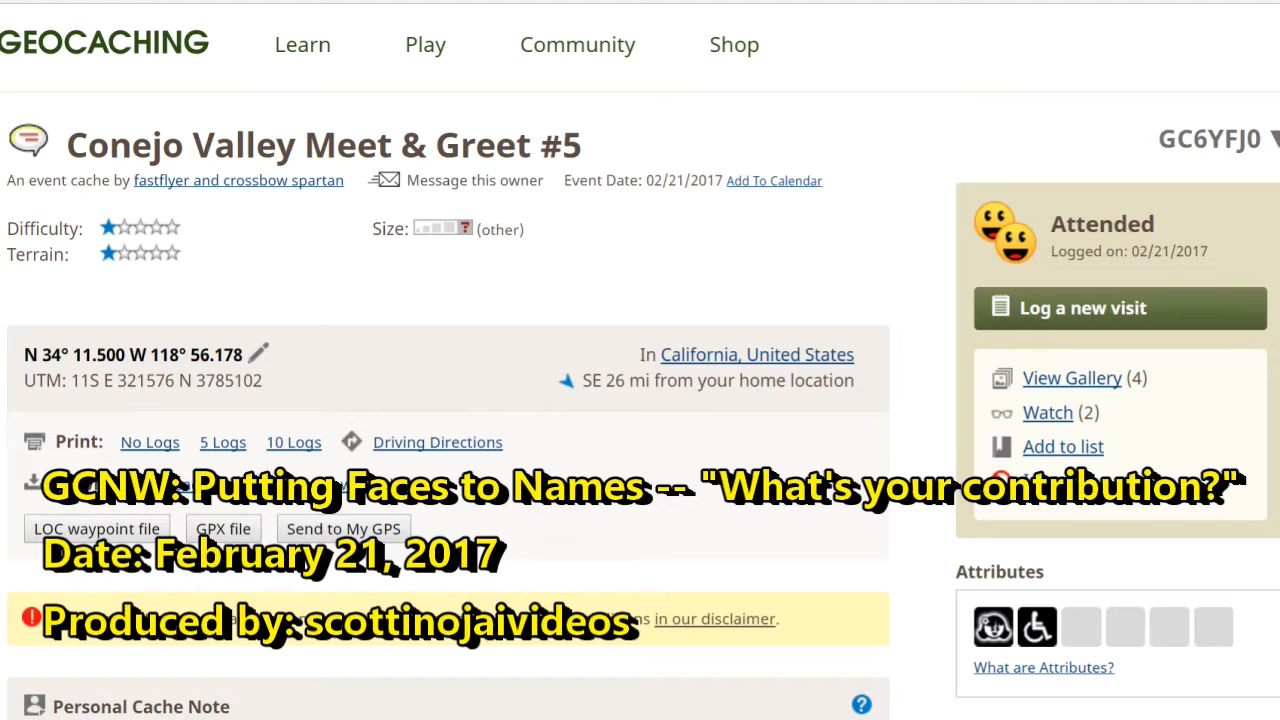 GEOCACHING Learn Play Community Shop
Conejo Valley Meet & Greet #5 GC6YFJ0
An event cache by fastflyer and crossbow spartan Message this owner Event Date: 02/21/2017 Add To Calendar
Difficulty: Size: (other)
Terrain:
Attended
Logged on: 02/21/2017
Log a new visit
N 34° 11.500 W 118° 56.178 In California, United States
UTM: 11S E 321576 N 3785102 SE 26 mi from your home location
View Gallery (4)
Watch (2)
Add to list
Print: No Logs 5 Logs 10 Logs Driving Directions
GCNW: Putting Faces to Names -- "What's your contribution?"
LOC waypoint file GPX file Send to My GPS
Date: February 21, 2017
Attributes
Produced by: scottinojaivideos
in our disclaimer.
What are Attributes?
Personal Cache Note ?